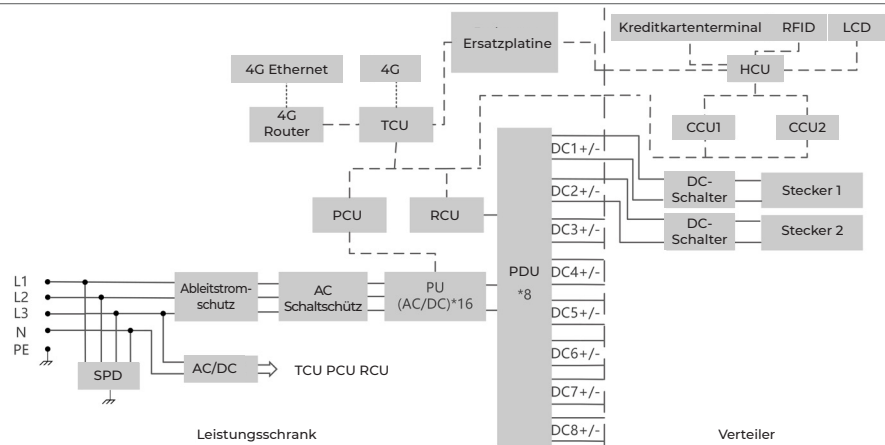 Kreditkartenterminal
RFID
LCD
Ersatzplatine
4G Ethernet
4G
HCU
4G
Router
TCU
CCU1
CCU2
DC1+/-
DC-
Schalter
Stecker 1
DC2+/-
PCU
RCU
DC3+/-
DC-
Schalter
Stecker 2
PDU
*8
DC4+/-
L1
L2
L3
N
PE
Ableitstrom-
schutz
AC
Schaltschütz
PU
(AC/DC)*16
DC5+/-
DC6+/-
SPD
AC/DC
TCU PCU RCU
DC7+/-
DC8+/-
Leistungsschrank
Verteiler